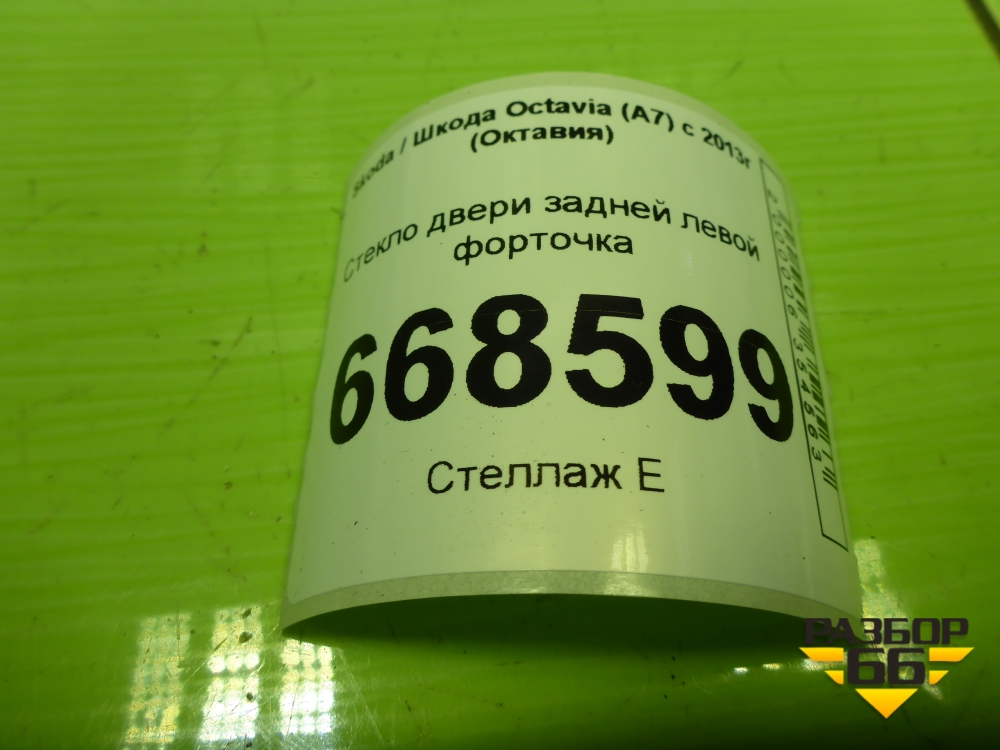 Skoda / Шкода Octavia (A7) с 2013г
(Октавия)
Стекло двери задней левой
форточка
668599
Стеллаж Е
РАЗБОР
66